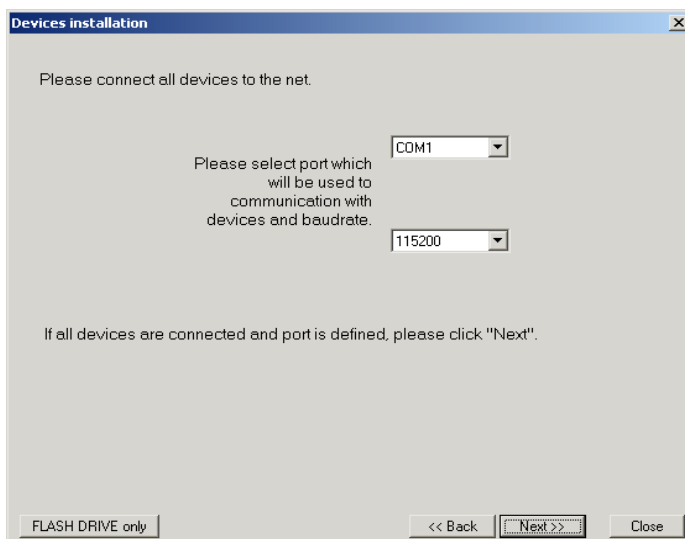 Devices installation
Please connect all devices to the net.
COM1
Please select port which
will be used to
communication with
devices and baudrate.
115200
If all devices are connected and port is defined, please click "Next".
FLASH DRIVE only
<< Back
Next >>
Close